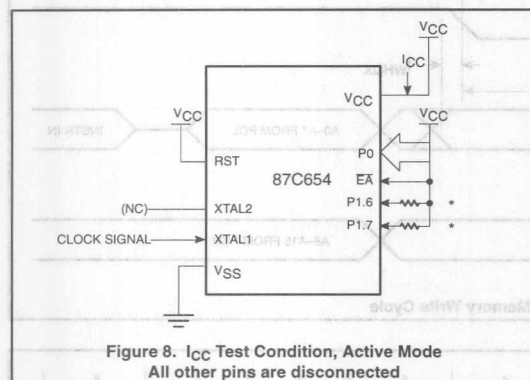 VCC
ICC
VCC
VCC
VCC
RST
P0
87C654
EA
(NC)
XTAL2
P1.6
*
CLOCK SIGNAL
XTAL1
P1.7
*
VSS
Figure 8. ICC Test Condition, Active Mode
All other pins are disconnected